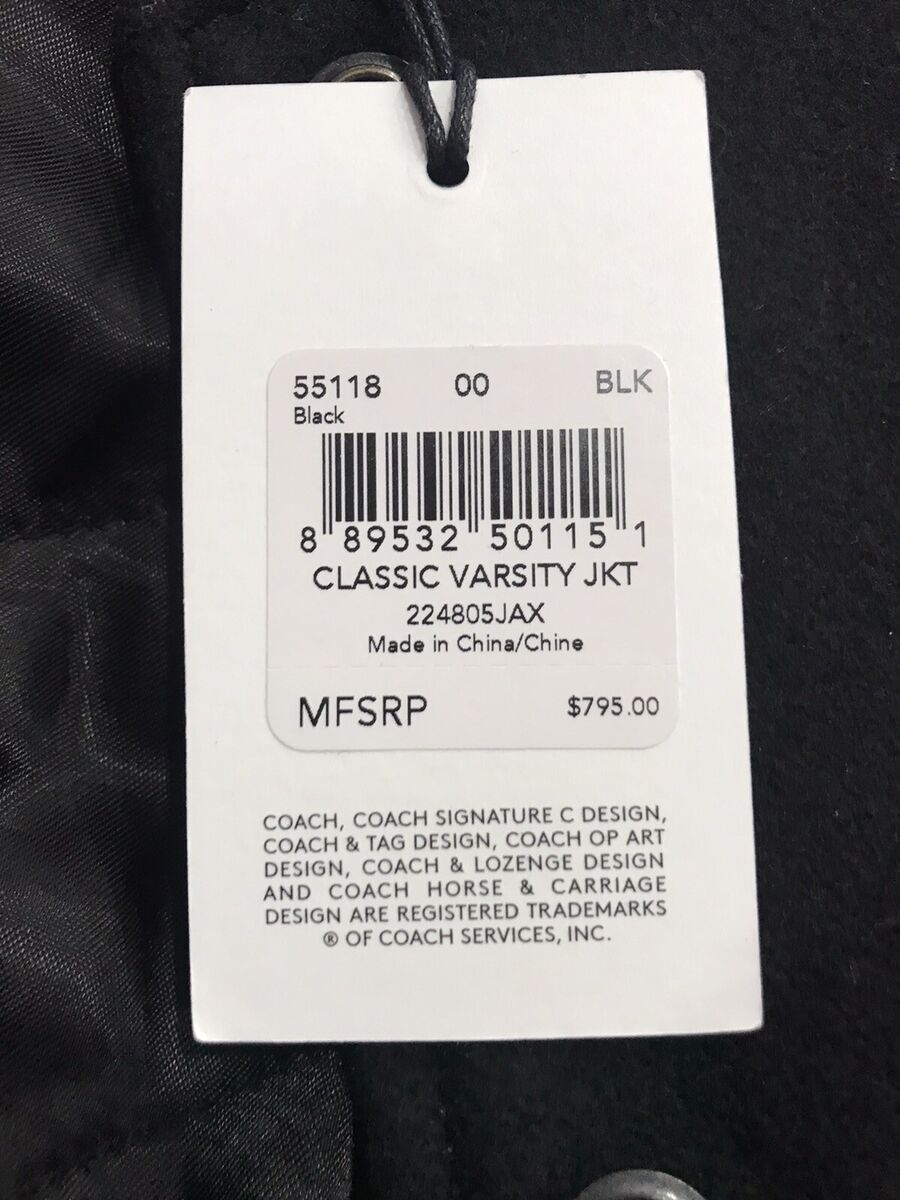 55118 00 BLK
Black
8 89532 50115 1
CLASSIC VARSITY JKT
224805JAX
Made in China/Chine
MFSRP $795.00
COACH, COACH SIGNATURE C DESIGN,
COACH & TAG DESIGN, COACH OP ART
DESIGN, COACH & LOZENGE DESIGN
AND COACH HORSE & CARRIAGE
DESIGN ARE REGISTERED TRADEMARKS
® OF COACH SERVICES, INC.